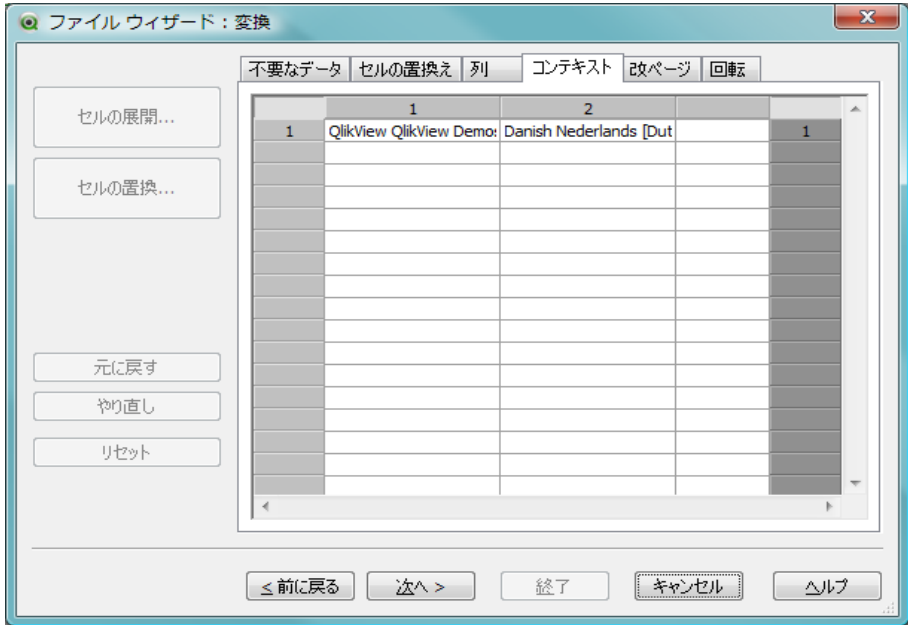 ファイル ウィザード：変換
不要なデータ セルの置換え 列 コンテキスト 改ページ 回転
セルの展開...
セルの置換...
1 2
1 QlikView QlikView Demo Danish Nederlands [Dut 1
元に戻す
やり直し
リセット
≤ 前に戻る 次へ > 終了 キャンセル ヘルプ